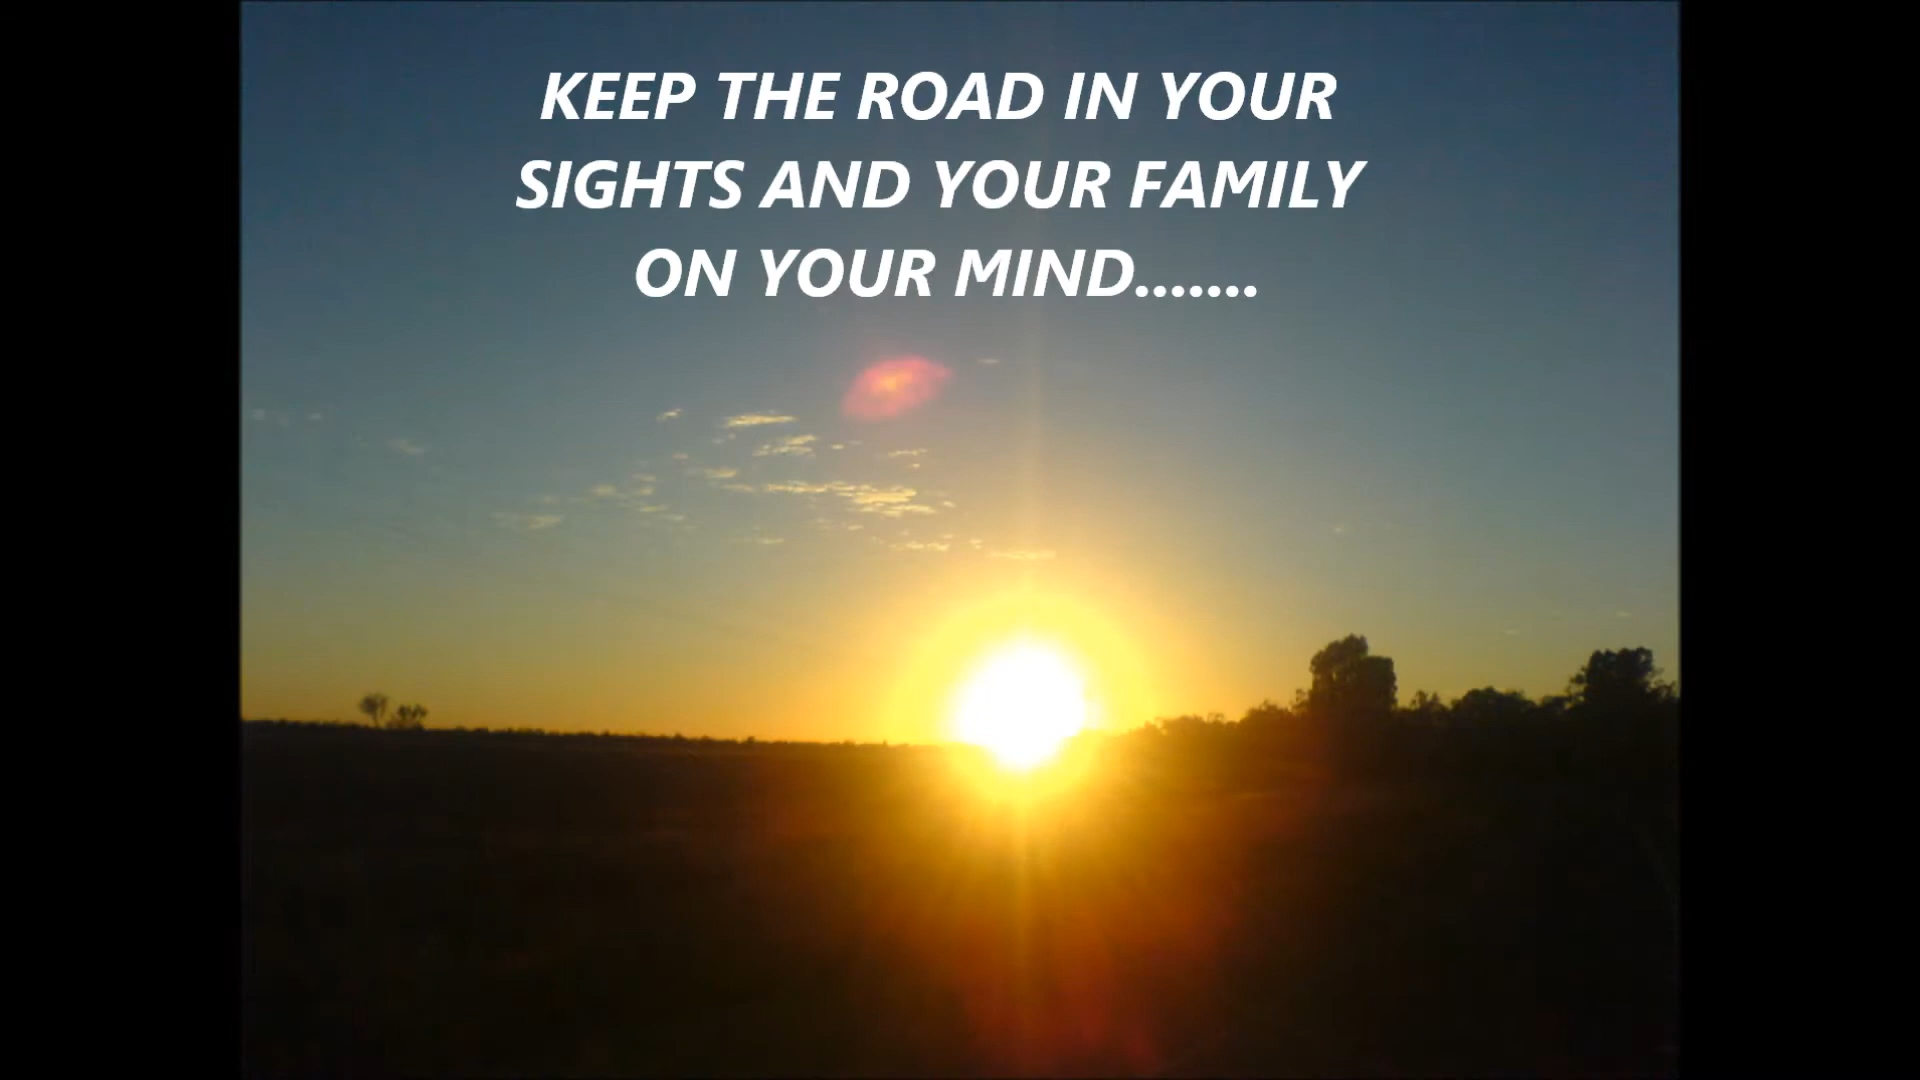 KEEP THE ROAD IN YOUR
SIGHTS AND YOUR FAMILY
ON YOUR MIND.......